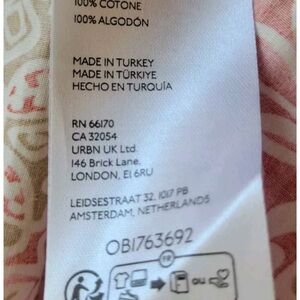 100% COTONE
100% ALGODÓN
MADE IN TURKEY
MADE IN TÜRKIYE
HECHO EN TURQUÍA
RN 66170
CA 32054
URBN UK Ltd.
146 Brick Lane,
LONDON, E1 6RU
LEIDSESTRAAT 32, 1017 PB
AMSTERDAM, NETHERLANDS
OB1763692
FR
ou